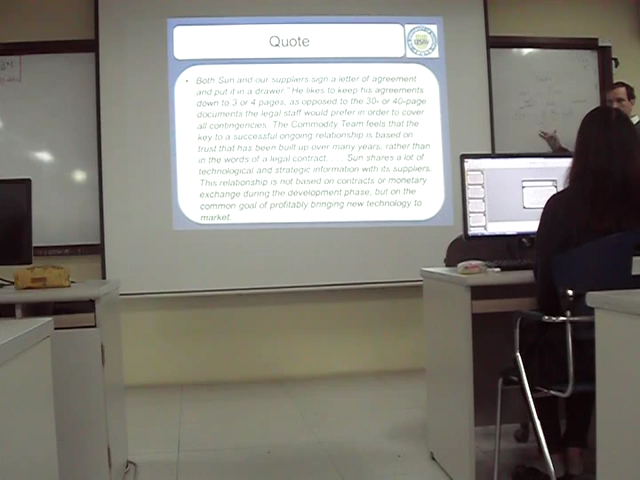 Quote
• Both Sun and our suppliers sign a letter of agreement
and put it in a drawer." He likes to keep his agreements
down to 3 or 4 pages, as opposed to the 30- or 40-page
documents the legal staff would prefer in order to cover
all contingencies. The Commodity Team feels that the
key to a successful ongoing relationship is based on
trust that has been built up over many years, rather than
in the words of a legal contract. . . . Sun shares a lot of
technological and strategic information with its suppliers.
This relationship is not based on contracts or monetary
exchange during the development phase, but on the
common goal of profitably bringing new technology to
market.